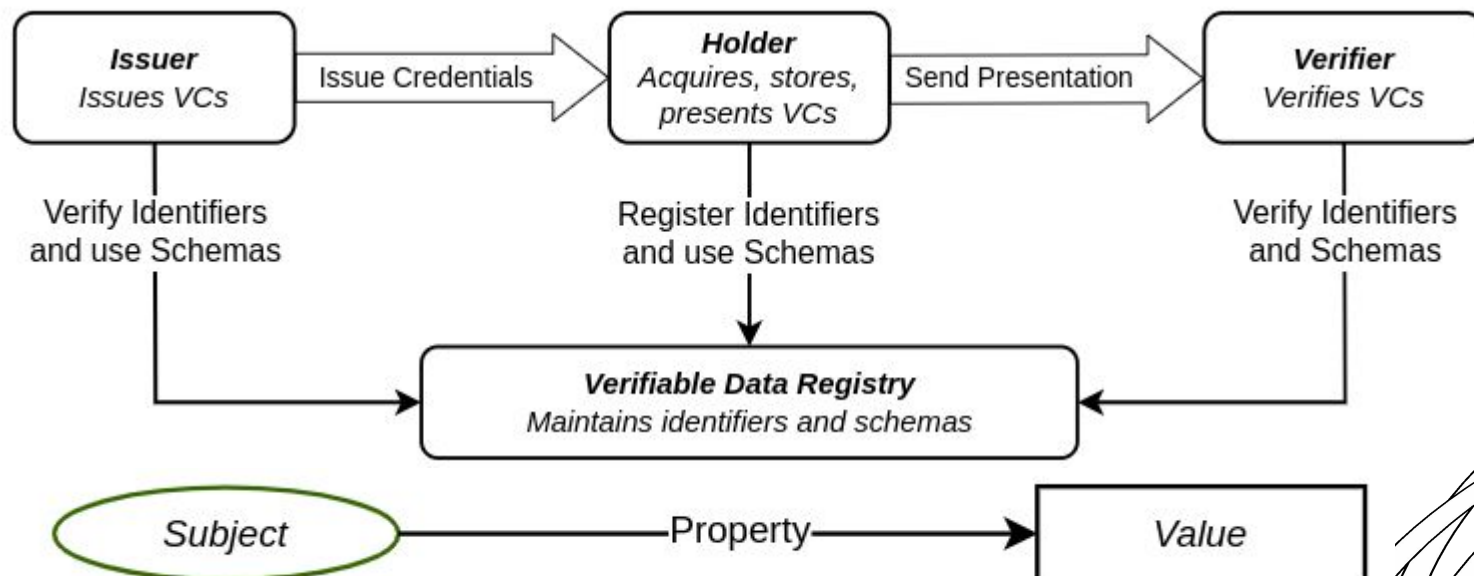 Issuer
Issues VCs
Issue Credentials
Holder
Acquires, stores,
presents VCs
Send Presentation
Verifier
Verifies VCs
Verify Identifiers
and use Schemas
Register Identifiers
and use Schemas
Verify Identifiers
and Schemas
Verifiable Data Registry
Maintains identifiers and schemas
Subject
Property
Value